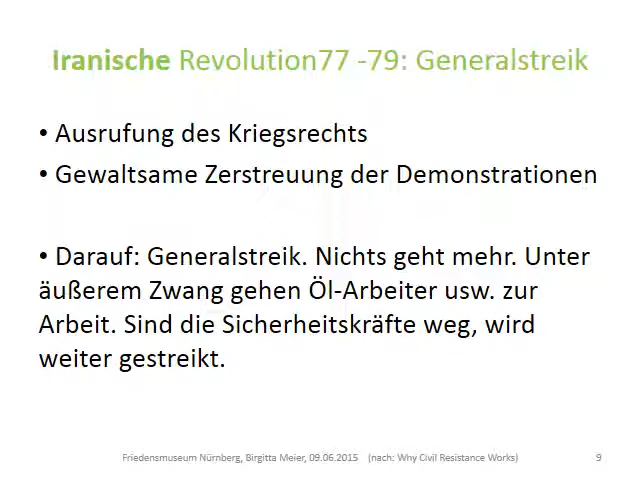 Iranische Revolution77 -79: Generalstreik
• Ausrufung des Kriegsrechts
• Gewaltsame Zerstreuung der Demonstrationen
• Darauf: Generalstreik. Nichts geht mehr. Unter
äußerem Zwang gehen Öl-Arbeiter usw. zur
Arbeit. Sind die Sicherheitskräfte weg, wird
weiter gestreikt.
Friedensmuseum Nürnberg, Birgitta Meier, 09.06.2015 (nach: Why Civil Resistance Works) 9